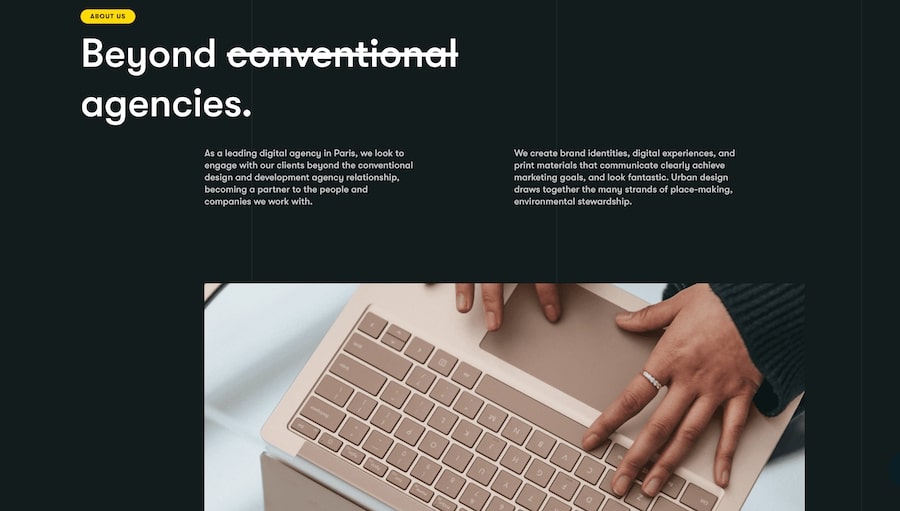 ABOUT US
Beyond conventional
agencies.
As a leading digital agency in Paris, we look to
engage with our clients beyond the conventional
design and development agency relationship,
becoming a partner to the people and
companies we work with.
We create brand identities, digital experiences, and
print materials that communicate clearly achieve
marketing goals, and look fantastic. Urban design
draws together the many strands of place-making,
environmental stewardship.